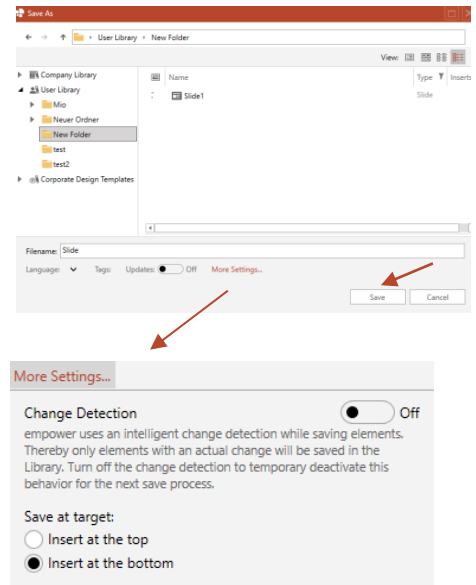 Save As
User Library › New Folder
View:
Company Library
Name
Type
Inserts
User Library
Slide1
Slide
Mio
Neuer Ordner
New Folder
test
test2
Corporate Design Templates
Filename: Slide
Language: Tags: Updates: Off More Settings...
Save Cancel
More Settings...
Change Detection Off
empower uses an intelligent change detection while saving elements.
Thereby only elements with an actual change will be saved in the
Library. Turn off the change detection to temporary deactivate this
behavior for the next save process.
Save at target:
Insert at the top
Insert at the bottom